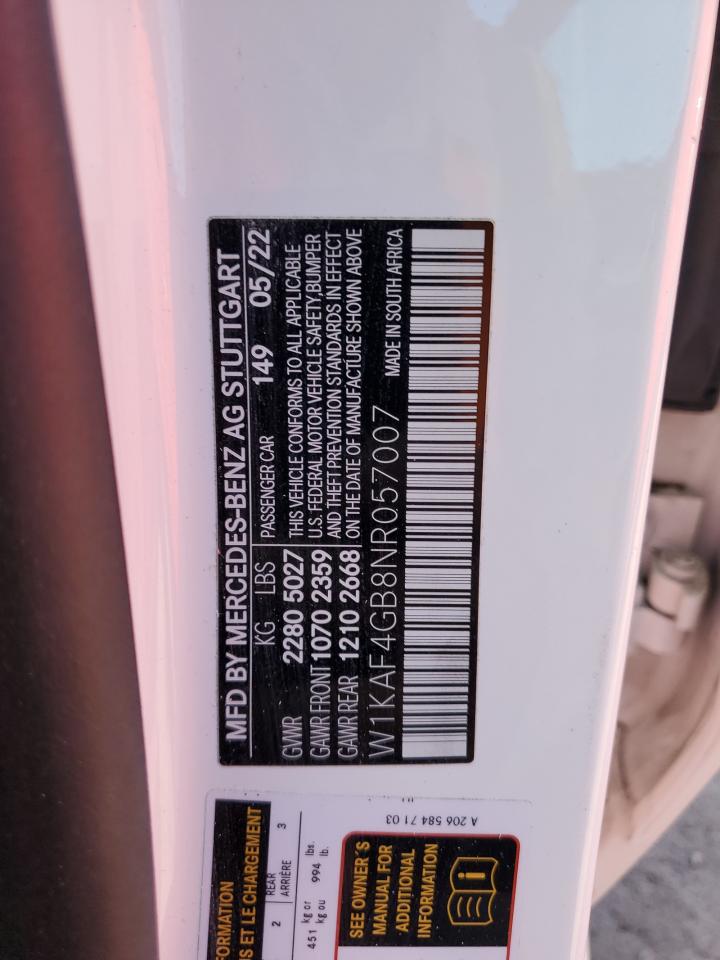 MFD BY MERCEDES-BENZ AG STUTTGART
KG LBS PASSENGER CAR 149 05/22
GVWR 2280 5027 THIS VEHICLE CONFORMS TO ALL APPLICABLE
GAWR FRONT 1070 2359 U.S. FEDERAL MOTOR VEHICLE SAFETY, BUMPER
GAWR REAR 1210 2668 AND THEFT PREVENTION STANDARDS IN EFFECT
ON THE DATE OF MANUFACTURE SHOWN ABOVE
W1KAF4GB8NR057007 MADE IN SOUTH AFRICA
FORMATION
S ET LE CHARGEMENT
2 REAR
ARRIÈRE 3
451 kg or
kg ou 994 lbs.
lb.
SEE OWNER'S
MANUAL FOR
ADDITIONAL
INFORMATION
A 206 584 71 03